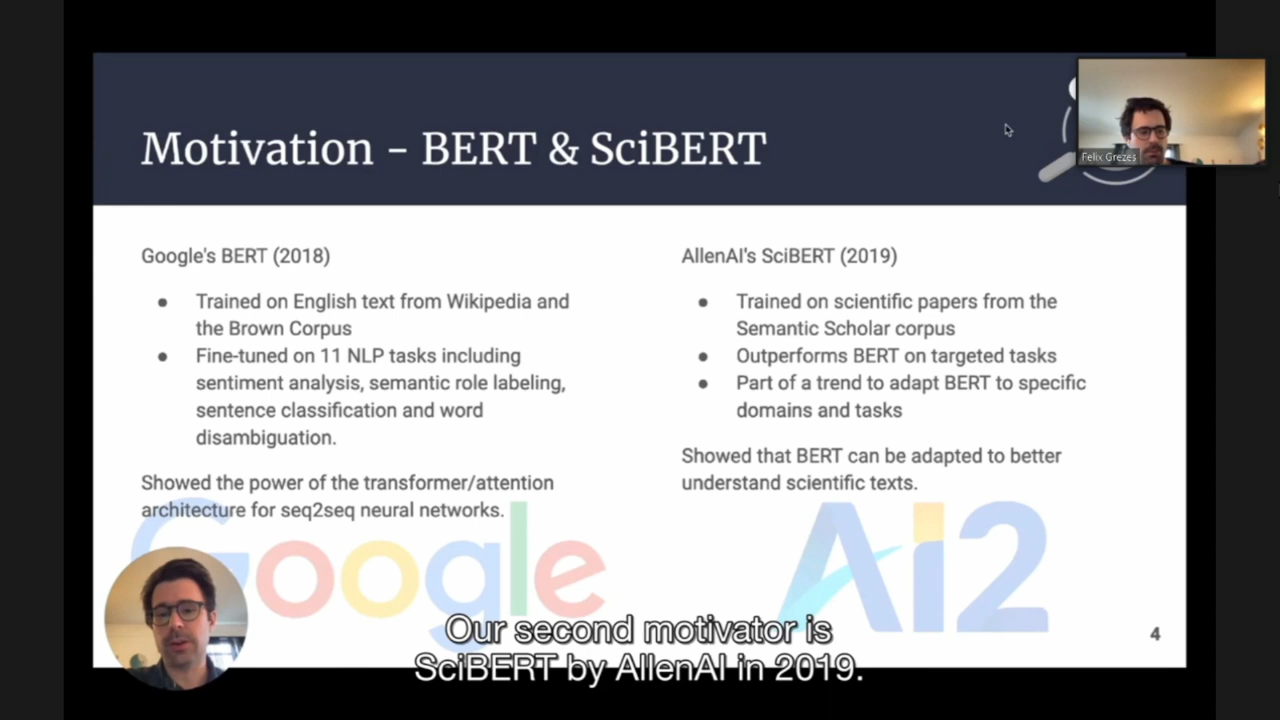 Motivation - BERT & SciBERT
Felix Grezes
Google's BERT (2018)
● Trained on English text from Wikipedia and
the Brown Corpus
● Fine-tuned on 11 NLP tasks including
sentiment analysis, semantic role labeling,
sentence classification and word
disambiguation.
Showed the power of the transformer/attention
architecture for seq2seq neural networks.
Google
AllenAI's SciBERT (2019)
● Trained on scientific papers from the
Semantic Scholar corpus
● Outperforms BERT on targeted tasks
● Part of a trend to adapt BERT to specific
domains and tasks
Showed that BERT can be adapted to better
understand scientific texts.
Ai2
Our second motivator is
SciBERT by AllenAI in 2019.
4